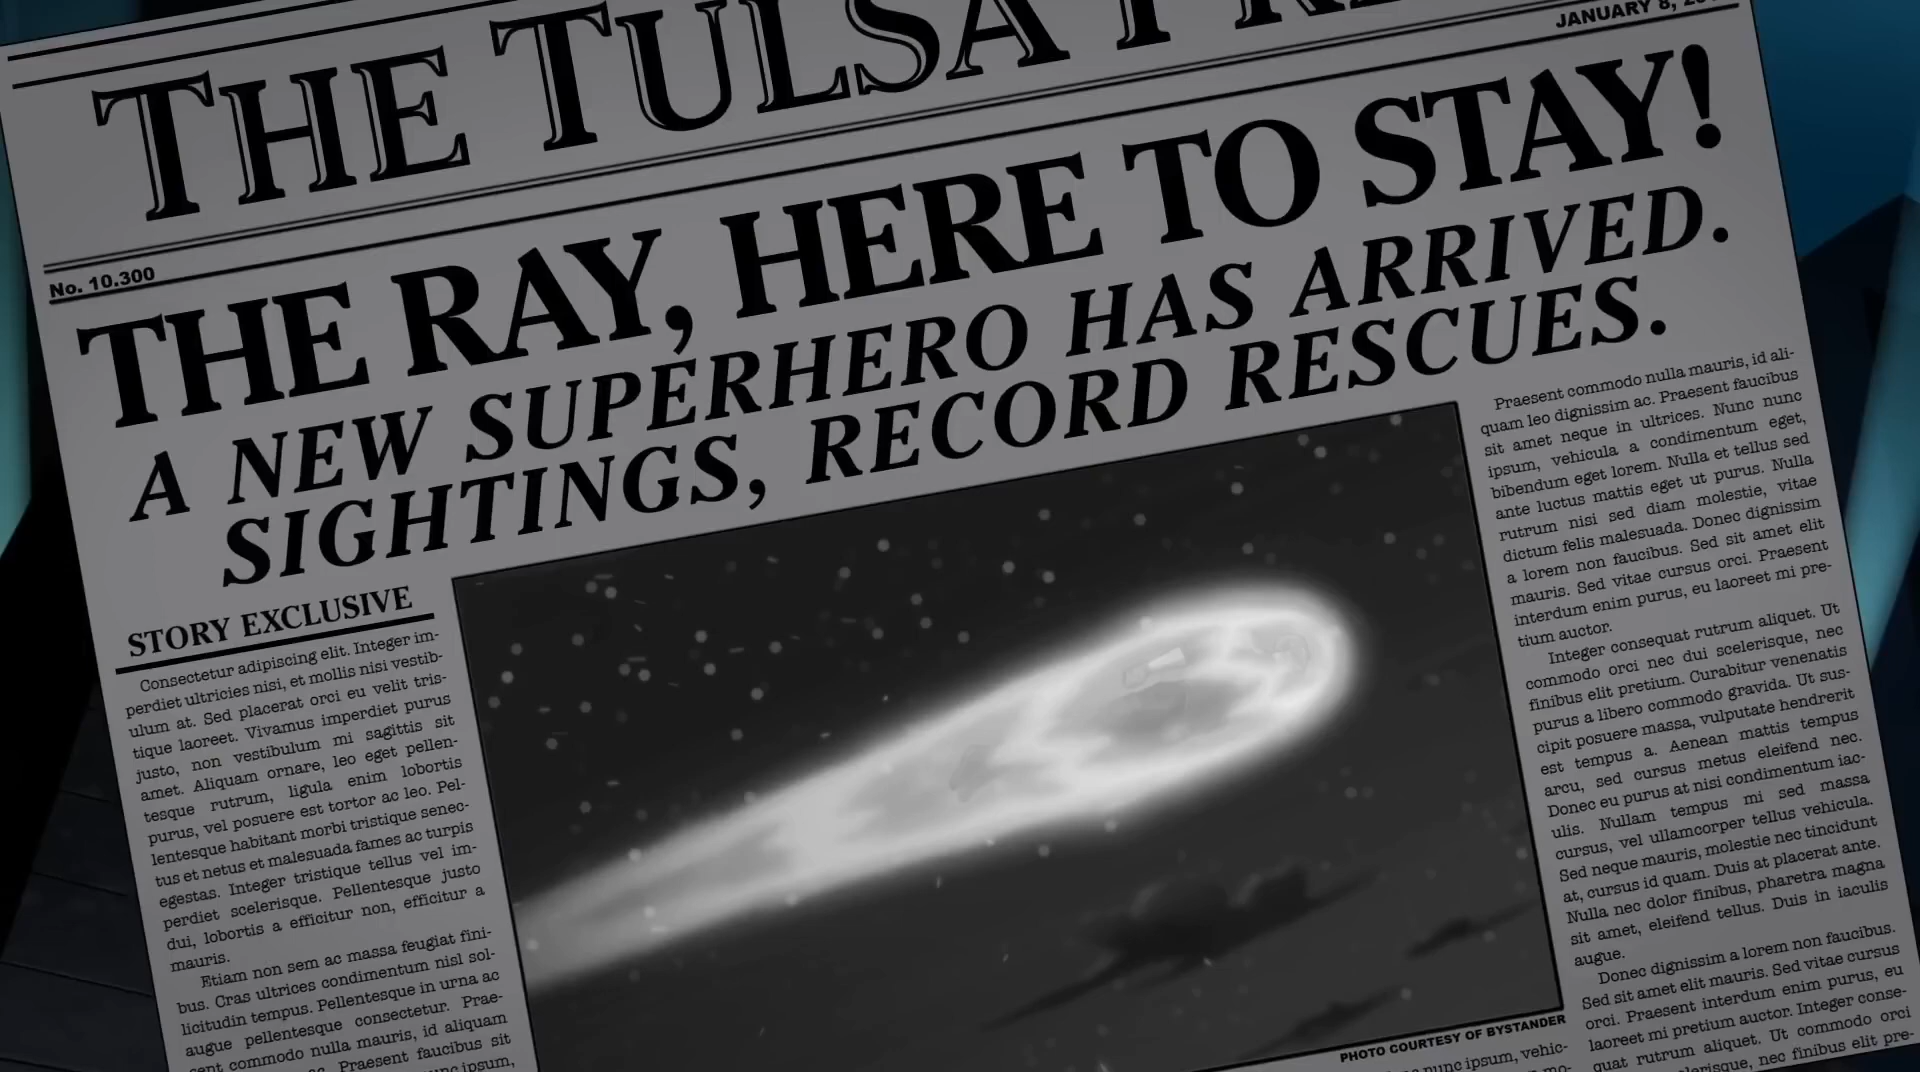 THE TULSA
JANUARY 8,
No. 10.300
THE RAY, HERE TO STAY!
A NEW SUPERHERO HAS ARRIVED.
SIGHTINGS, RECORD RESCUES.
STORY EXCLUSIVE
Consectetur adipiscing elit. Integer im-
perdiet ultricies nisi, et mollis nisi vestib-
ulum at. Sed placerat orci eu velit tris-
tique laoreet. Vivamus imperdiet purus
justo, non vestibulum mi sagittis sit
amet. Aliquam ornare, leo eget pellen-
tesque rutrum, ligula enim lobortis
purus, vel posuere est tortor ac leo. Pel-
lentesque habitant morbi tristique senec-
tus et netus et malesuada fames ac turpis
egestas. Integer tristique tellus vel im-
perdiet scelerisque. Pellentesque justo
dui, lobortis a efficitur non, efficitur a
mauris.
Etiam non sem ac massa feugiat fini-
bus. Cras ultrices condimentum nisl sol-
licitudin tempus. Pellentesque in urna ac
augue pellentesque consectetur. Prae-
sent commodo nulla mauris, id aliquam
ac. Praesent faucibus sit
nunc ipsum,
PHOTO COURTESY OF BYSTANDER
nunc ipsum, vehic-
Praesent commodo nulla mauris, id ali-
quam leo dignissim ac. Praesent faucibus
sit amet neque in ultrices. Nunc nunc
ipsum, vehicula a condimentum eget,
bibendum eget lorem. Nulla et tellus sed
ante luctus mattis eget ut purus. Nulla
rutrum nisi sed diam molestie, vitae
dictum felis malesuada. Donec dignissim
a lorem non faucibus. Sed sit amet elit
mauris. Sed vitae cursus orci. Praesent
interdum enim purus, eu laoreet mi pre-
tium auctor.
Integer consequat rutrum aliquet. Ut
commodo orci nec dui scelerisque, nec
finibus elit pretium. Curabitur venenatis
purus a libero commodo gravida. Ut sus-
cipit posuere massa, vulputate hendrerit
est tempus a. Aenean mattis tempus
arcu, sed cursus metus eleifend nec.
Donec eu purus at nisi condimentum iac-
ulis. Nullam tempus mi sed massa
cursus, vel ullamcorper tellus vehicula.
Sed neque mauris, molestie nec tincidunt
at, cursus id quam. Duis at placerat ante.
Nulla nec dolor finibus, pharetra magna
sit amet, eleifend tellus. Duis in iaculis
augue.
Donec dignissim a lorem non faucibus.
Sed sit amet elit mauris. Sed vitae cursus
orci. Praesent interdum enim purus, eu
laoreet mi pretium auctor. Integer conse-
quat rutrum aliquet. Ut commodo orci
scelerisque, nec finibus elit pre-